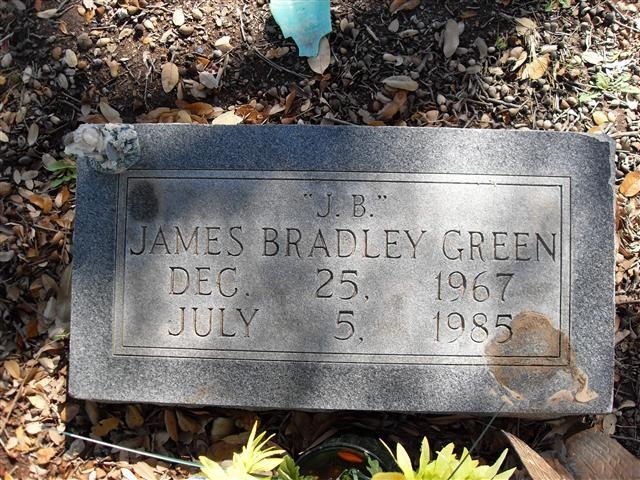 "J. B."
JAMES BRADLEY GREEN
DEC. 25, 1967
JULY 5, 1985